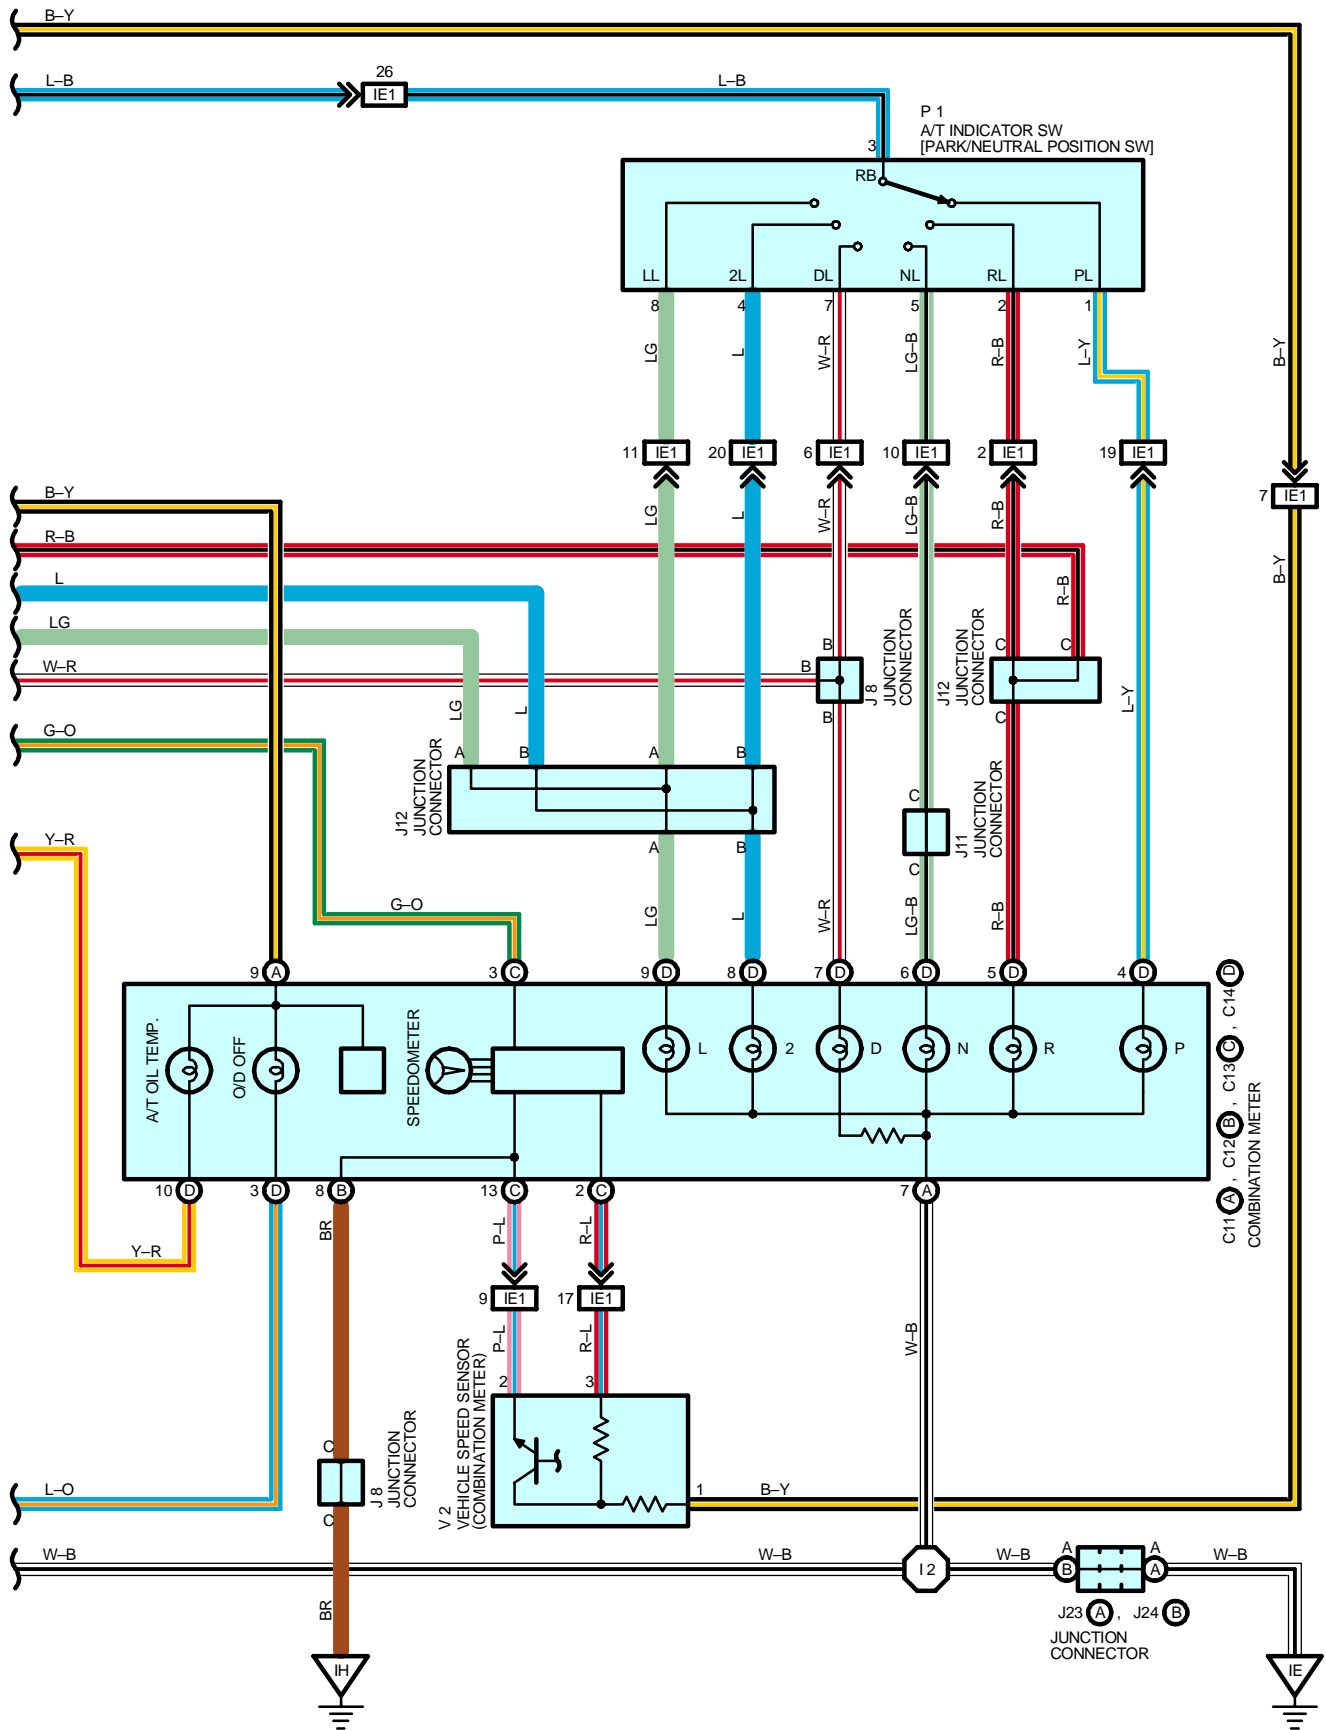 B–Y
L–B
26
IE1
L–B
P 1
A/T INDICATOR SW
[PARK/NEUTRAL POSITION SW]
3
RB
LL
2L
DL
NL
RL
PL
8
4
7
5
2
1
LG
L
W–R
LG–B
R–B
L–Y
B–Y
11 IE1
20 IE1
6 IE1
10 IE1
2 IE1
19 IE1
7 IE1
B–Y
R–B
L
LG
W–R
G–O
Y–R
LG
L
W–R
LG–B
R–B
R–B
B–Y
B
B
B
J 8
JUNCTION
CONNECTOR
C
C
C
J12
JUNCTION
CONNECTOR
L–Y
LG
L
A
B
A
B
J12
JUNCTION
CONNECTOR
A
B
C
C
J11
JUNCTION
CONNECTOR
G–O
LG
L
W–R
LG–B
R–B
9 A
3 C
9 D
8 D
7 D
6 D
5 D
4 D
A/T OIL TEMP.
O/D OFF
SPEEDOMETER
L
2
D
N
R
P
C11 A , C12 B , C13 C , C14 D
COMBINATION METER
10 D
3 D
8 B
13 C
2 C
7 A
Y–R
BR
P–L
R–L
9 IE1
17 IE1
P–L
R–L
W–B
2
3
1
V 2
VEHICLE SPEED SENSOR
(COMBINATION METER)
B–Y
C
C
J 8
JUNCTION
CONNECTOR
L–O
W–B
W–B
I 2
W–B
A
B
A
A
W–B
J23 A , J24 B
JUNCTION
CONNECTOR
BR
IH
IE